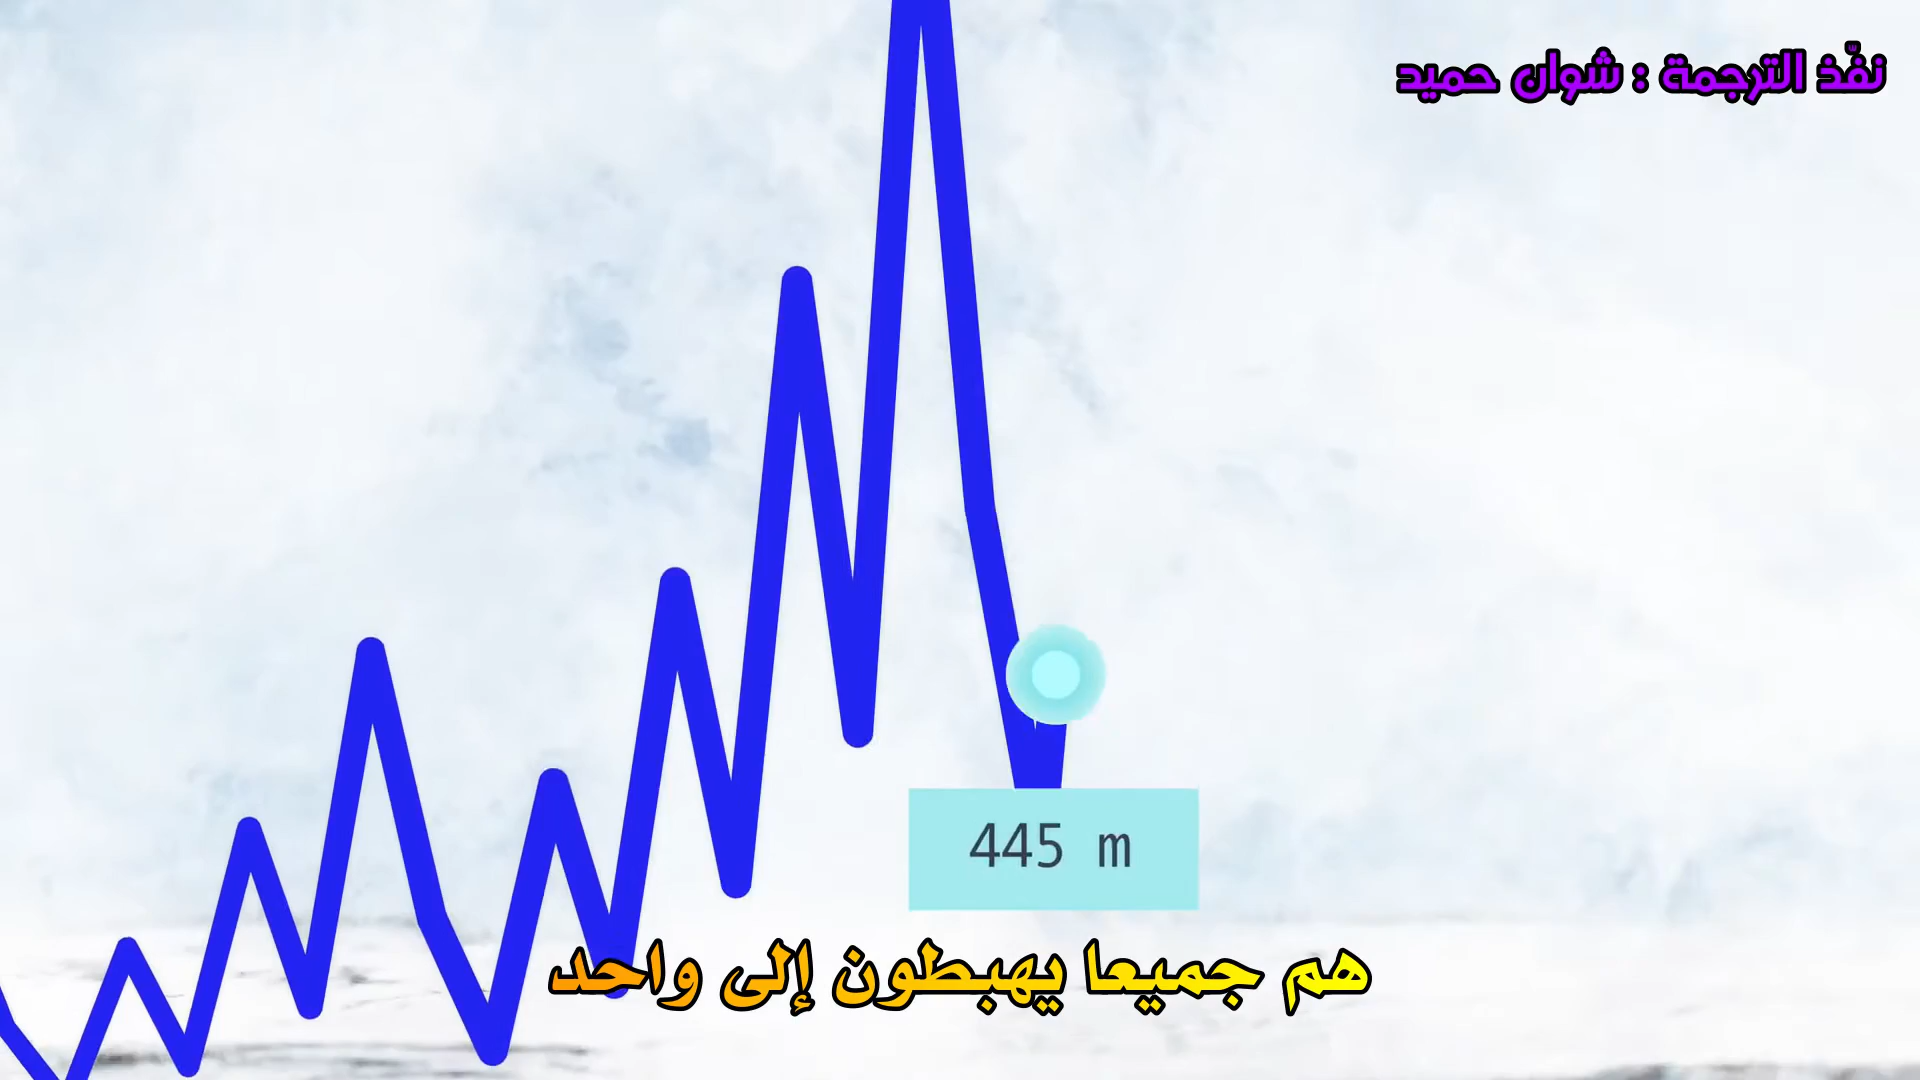 نفّذ الترجمة : شوان حميد
445 m
هم جميعا يهبطون إلى واحد